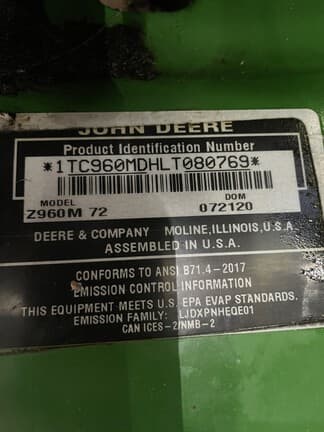 JOHN DEERE
Product Identification Number
*1TC960MDHLT080769*
MODEL DOM
Z960M 72 072120
DEERE & COMPANY MOLINE, ILLINOIS, U.S.A
ASSEMBLED IN U.S.A.
CONFORMS TO ANSI B71.4-2017
EMISSION CONTROL INFORMATION
THIS EQUIPMENT MEETS U.S. EPA EVAP STANDARDS.
EMISSION FAMILY: LJDXPNHEQE01
CAN ICES-2/NMB-2